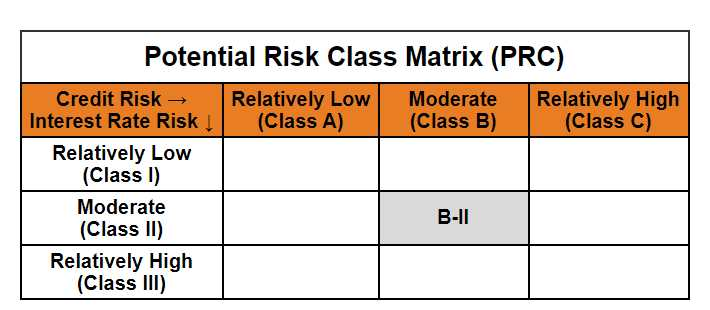 Potential Risk Class Matrix (PRC)
Credit Risk →
Interest Rate Risk ↓
Relatively Low
(Class A)
Moderate
(Class B)
Relatively High
(Class C)
Relatively Low
(Class I)
Moderate
(Class II)
B-II
Relatively High
(Class III)